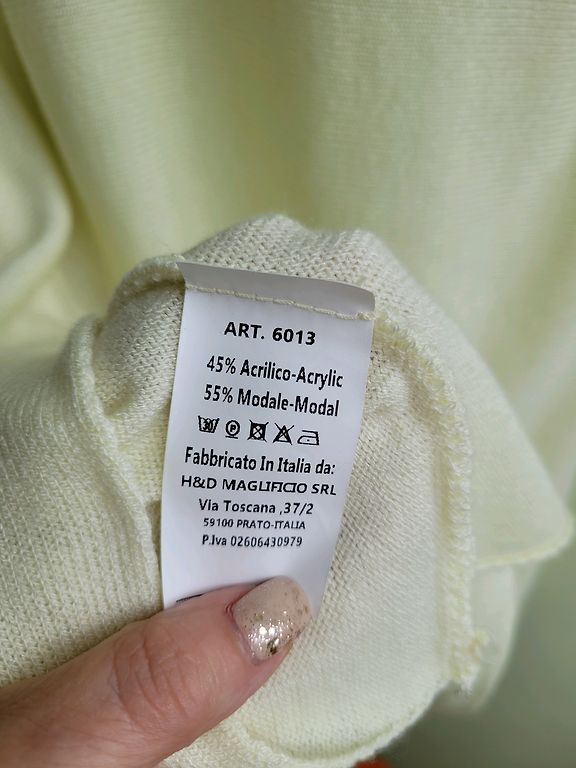 ART. 6013
45% Acrilico-Acrylic
55% Modale-Modal
Fabbricato In Italia da:
H&D MAGLIFICIO SRL
Via Toscana ,37/2
59100 PRATO-ITALIA
P.Iva 02606430979